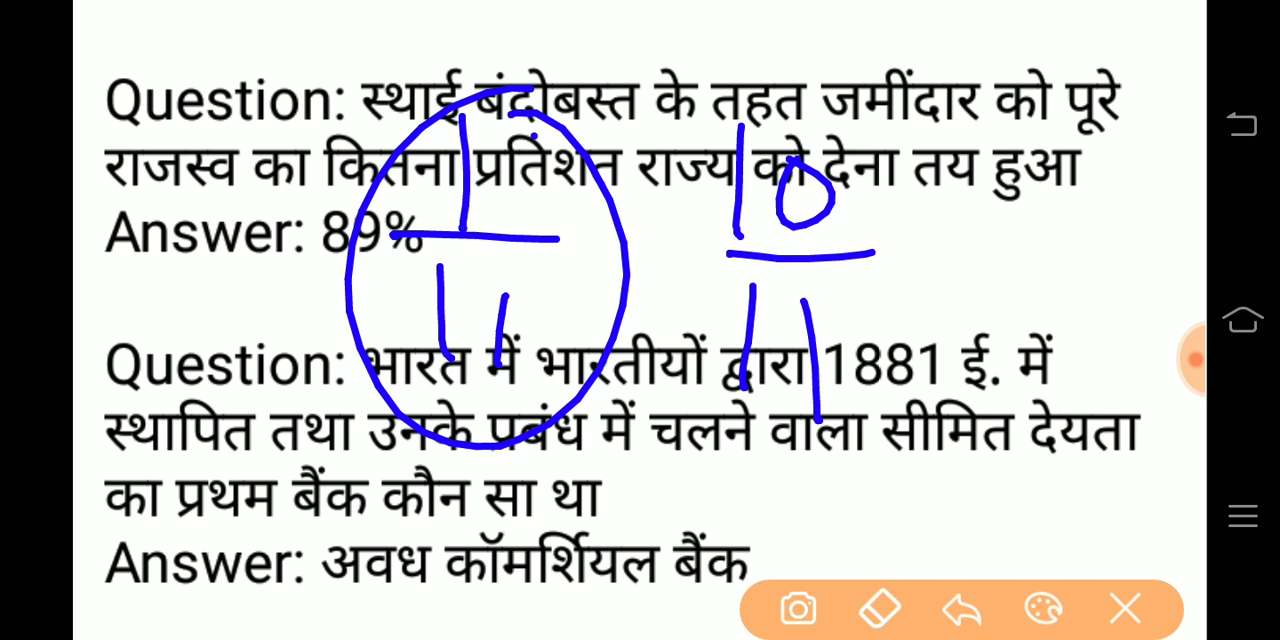 Question: स्थाई बंदोबस्त के तहत जमींदार को पूरे
राजस्व का कितना प्रतिशत राज्य को देना तय हुआ
Answer: 89%
1/11
10/11
Question: भारत में भारतीयों द्वारा 1881 ई. में
स्थापित तथा उनके प्रबंध में चलने वाला सीमित देयता
का प्रथम बैंक कौन सा था
Answer: अवध कॉमर्शियल बैंक